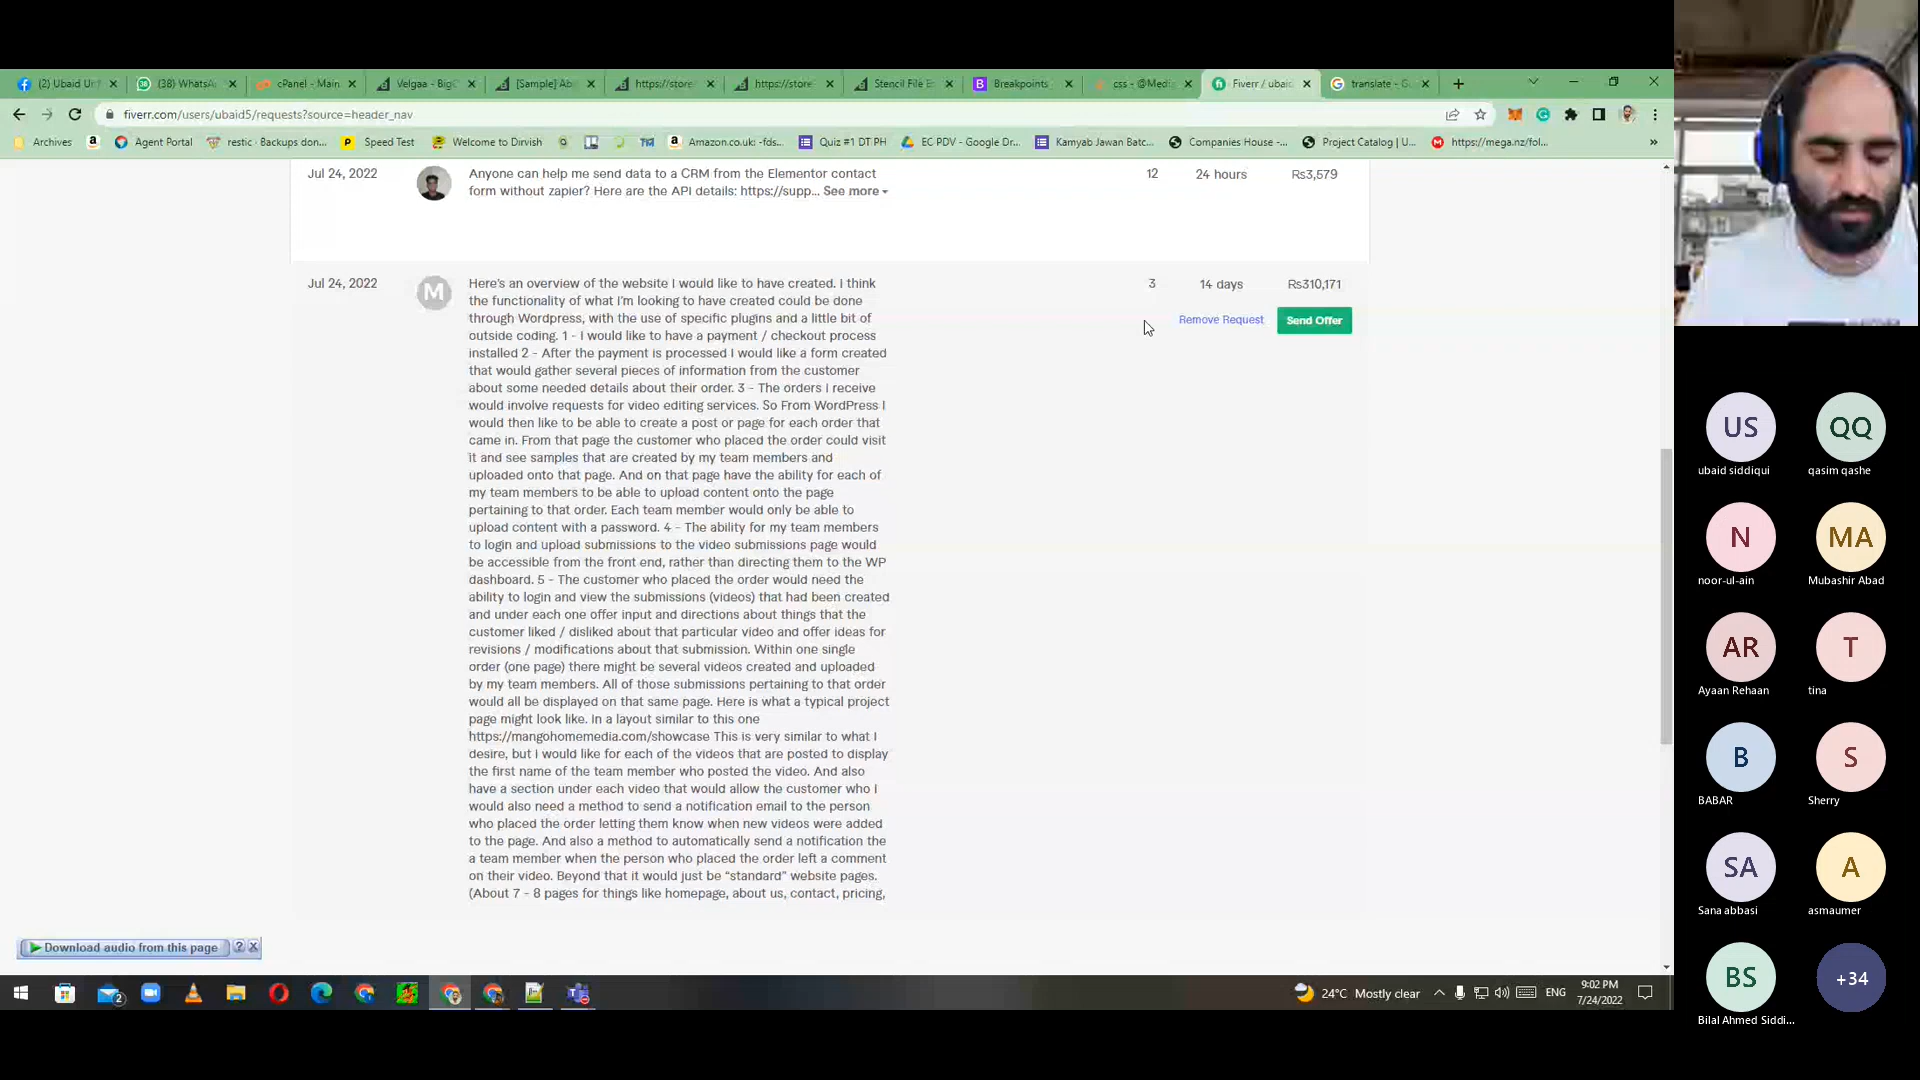 (2) Ubaid Ur
(38) WhatsA
cPanel - Main
Velgaa - Big
[Sample] Ab
https://store
https://store
Stencil File E
Breakpoints
css - @Medi
Fiverr / ubai
translate - G
fiverr.com/users/ubaid5/requests?source=header_nav
Archives
Agent Portal
restic · Backups don...
Speed Test
Welcome to Dirvish
Amazon.co.uk: -fds...
Quiz #1 DT PH
EC PDV - Google Dr...
Kamyab Jawan Batc...
Companies House -...
Project Catalog | U...
https://mega.nz/fol...
Jul 24, 2022
Anyone can help me send data to a CRM from the Elementor contact
form without zapier? Here are the API details: https://supp... See more
12
24 hours
₨3,579
Jul 24, 2022
M
Here's an overview of the website I would like to have created. I think
the functionality of what I'm looking to have created could be done
through Wordpress, with the use of specific plugins and a little bit of
outside coding. 1 - I would like to have a payment / checkout process
installed 2 - After the payment is processed I would like a form created
that would gather several pieces of information from the customer
about some needed details about their order. 3 - The orders I receive
would involve requests for video editing services. So From WordPress I
would then like to be able to create a post or page for each order that
came in. From that page the customer who placed the order could visit
it and see samples that are created by my team members and
uploaded onto that page. And on that page have the ability for each of
my team members to be able to upload content onto the page
pertaining to that order. Each team member would only be able to
upload content with a password. 4 - The ability for my team members
to login and upload submissions to the video submissions page would
be accessible from the front end, rather than directing them to the WP
dashboard. 5 - The customer who placed the order would need the
ability to login and view the submissions (videos) that had been created
and under each one offer input and directions about things that the
customer liked / disliked about that particular video and offer ideas for
revisions / modifications about that submission. Within one single
order (one page) there might be several videos created and uploaded
by my team members. All of those submissions pertaining to that order
would all be displayed on that same page. Here is what a typical project
page might look like. In a layout similar to this one
https://mangohomemedia.com/showcase This is very similar to what I
desire, but I would like for each of the videos that are posted to display
the first name of the team member who posted the video. And also
have a section under each video that would allow the customer who I
would also need a method to send a notification email to the person
who placed the order letting them know when new videos were added
to the page. And also a method to automatically send a notification the
a team member when the person who placed the order left a comment
on their video. Beyond that it would just be “standard” website pages.
(About 7 - 8 pages for things like homepage, about us, contact, pricing,
3
14 days
₨310,171
Remove Request
Send Offer
Download audio from this page
24°C Mostly clear
ENG
9:02 PM
7/24/2022
US
ubaid siddiqui
QQ
qasim qashe
N
noor-ul-ain
MA
Mubashir Abad
AR
Ayaan Rehaan
T
tina
B
BABAR
S
Sherry
SA
Sana abbasi
A
asmaumer
BS
Bilal Ahmed Siddi...
+34